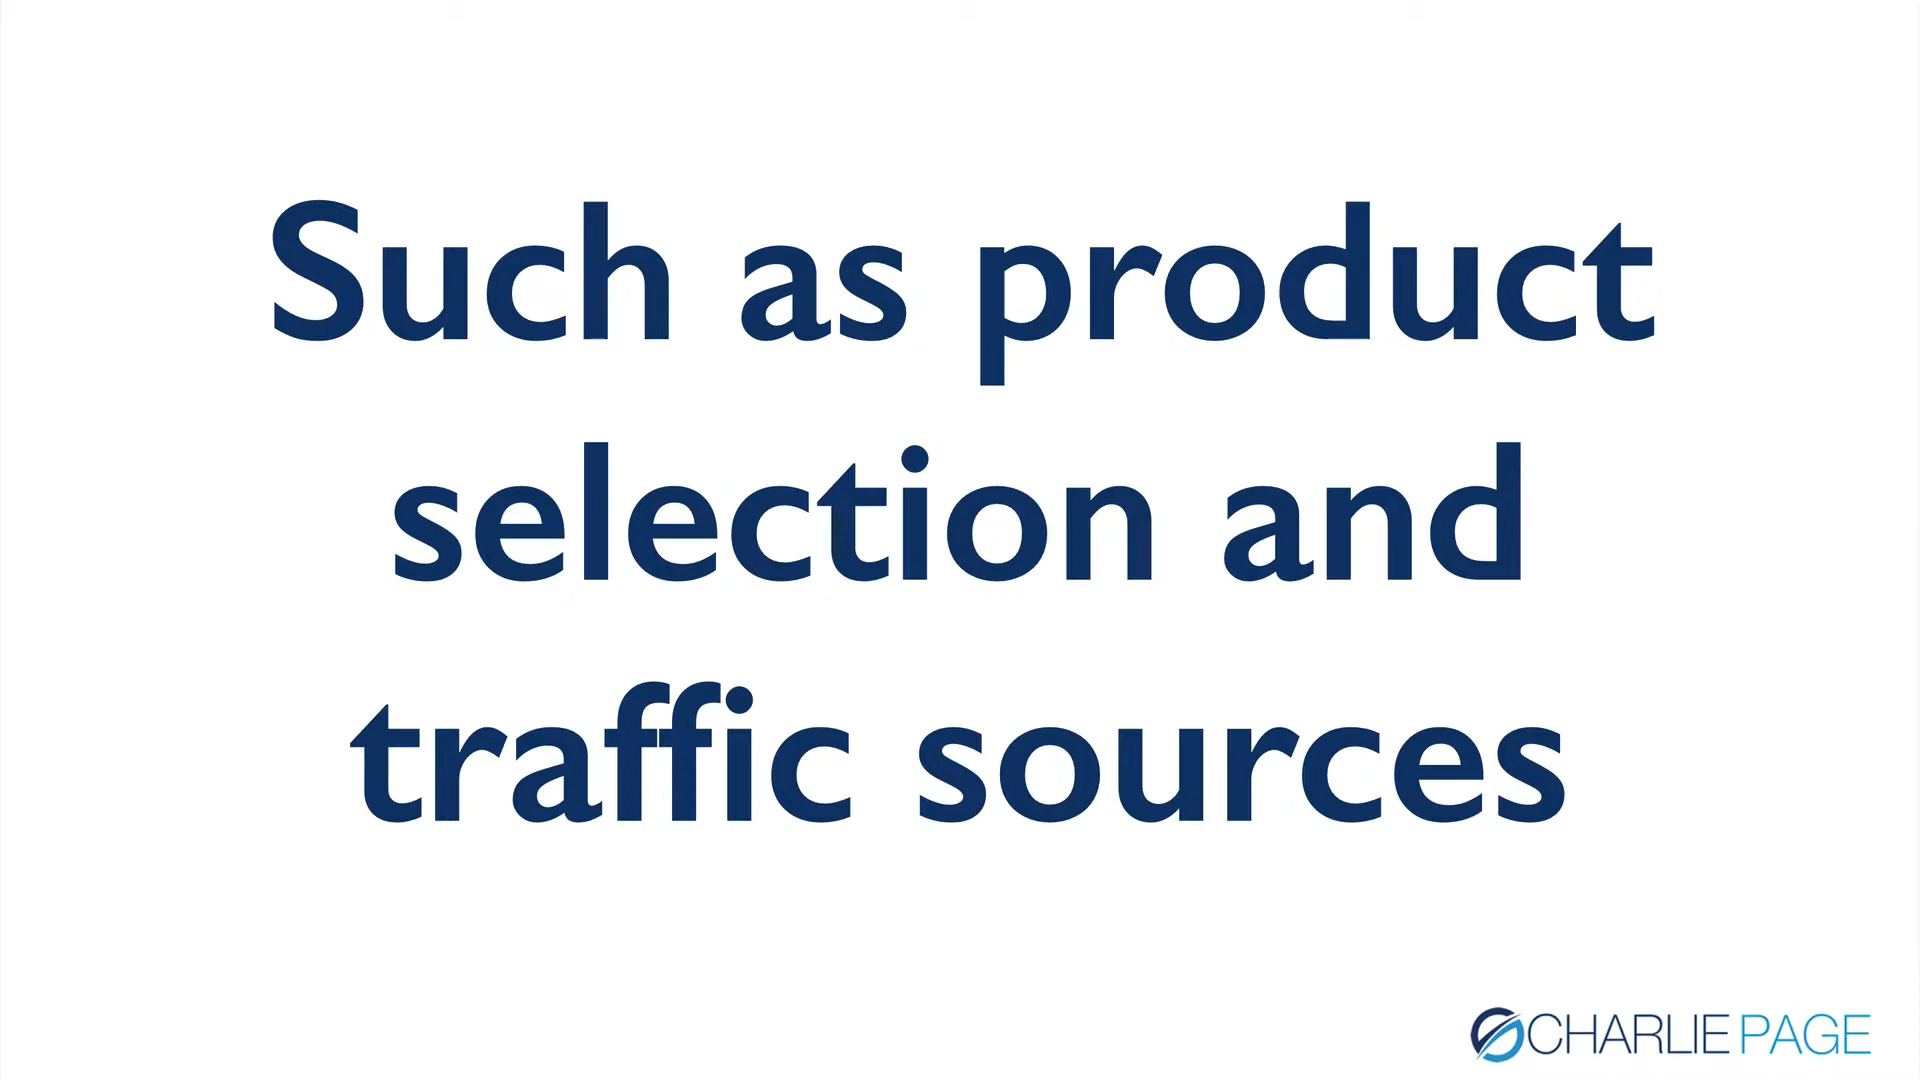 Such as product
selection and
traffic sources
CHARLIE PAGE